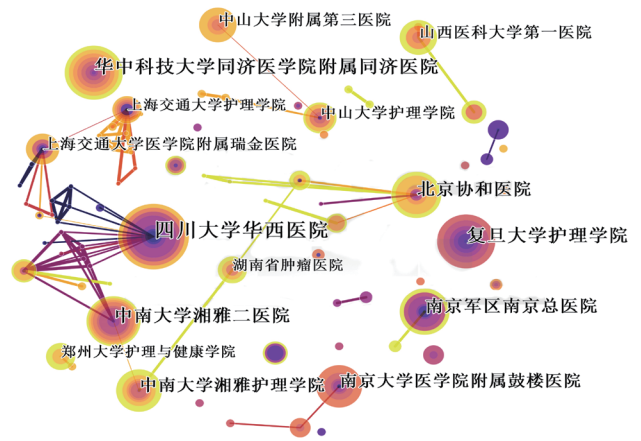 中山大学附属第三医院
山西医科大学第一医院
华中科技大学同济医学院附属同济医院
上海交通大学护理学院
中山大学护理学院
上海交通大学医学院附属瑞金医院
北京协和医院
四川大学华西医院
复旦大学护理学院
湖南省肿瘤医院
南京军区南京总医院
中南大学湘雅二医院
郑州大学护理与健康学院
中南大学湘雅护理学院
南京大学医学院附属鼓楼医院